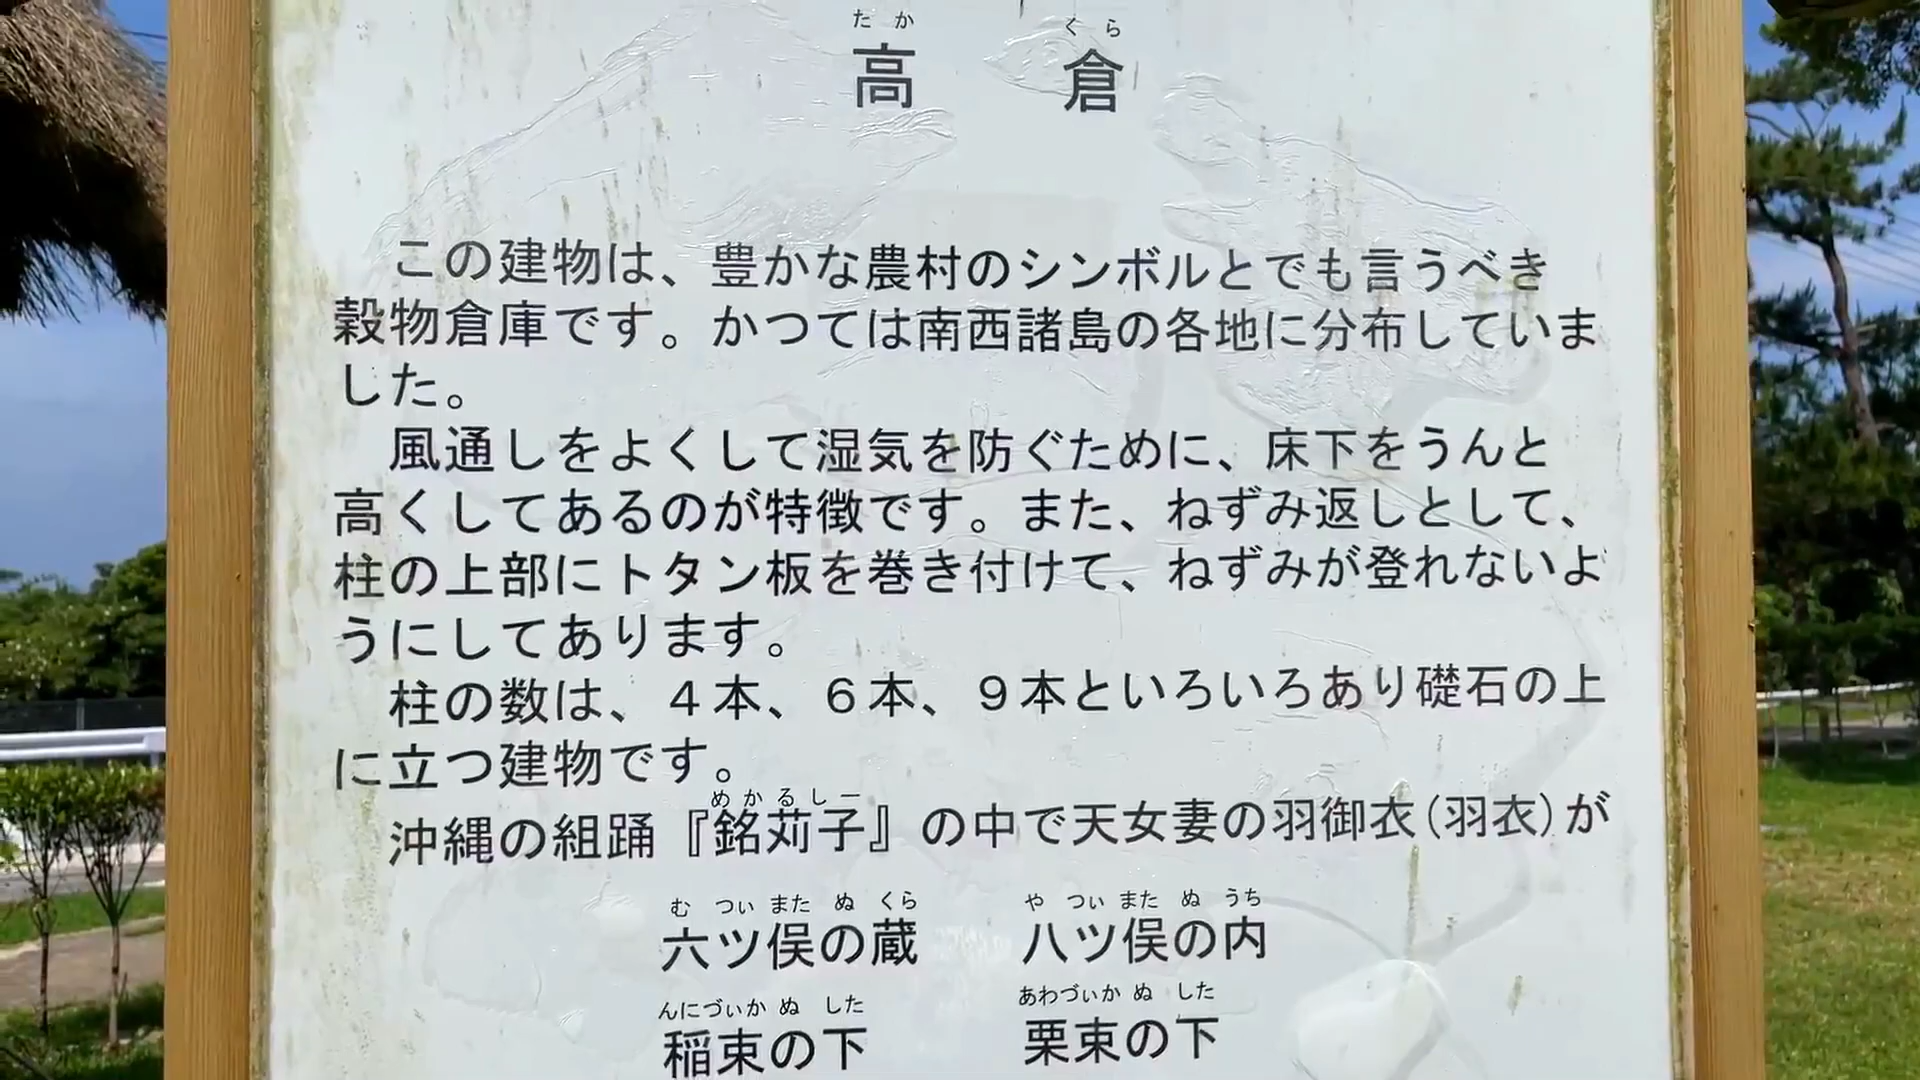 たか くら
高 倉
この建物は、豊かな農村のシンボルとでも言うべき
穀物倉庫です。かつては南西諸島の各地に分布していま
した。
風通しをよくして湿気を防ぐために、床下をうんと
高くしてあるのが特徴です。また、ねずみ返しとして、
柱の上部にトタン板を巻き付けて、ねずみが登れないよ
うにしてあります。
柱の数は、4本、6本、9本といろいろあり礎石の上
に立つ建物です。
めかるしー
沖縄の組踊『銘苅子』の中で天女妻の羽御衣(羽衣)が
む つぃ また ぬ くら や つぃ また ぬ うち
六ツ俣の蔵 八ツ俣の内
んにづぃか ぬ した あわづぃか ぬ した
稲束の下 栗束の下